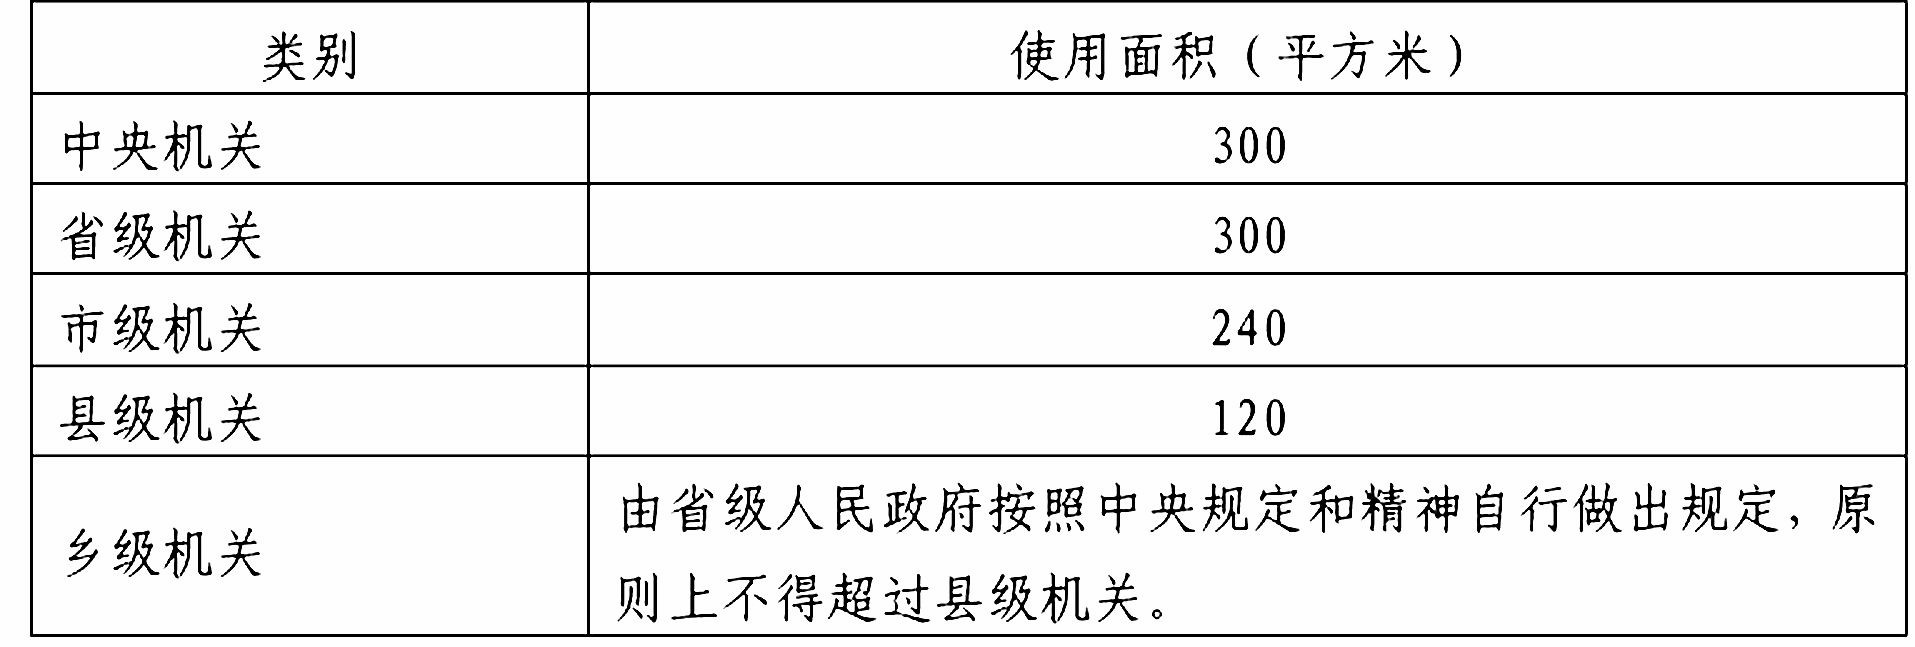 类别 使用面积（平方米）
中央机关 300
省级机关 300
市级机关 240
县级机关 120
乡级机关 由省级人民政府按照中央规定和精神自行做出规定，原
则上不得超过县级机关。